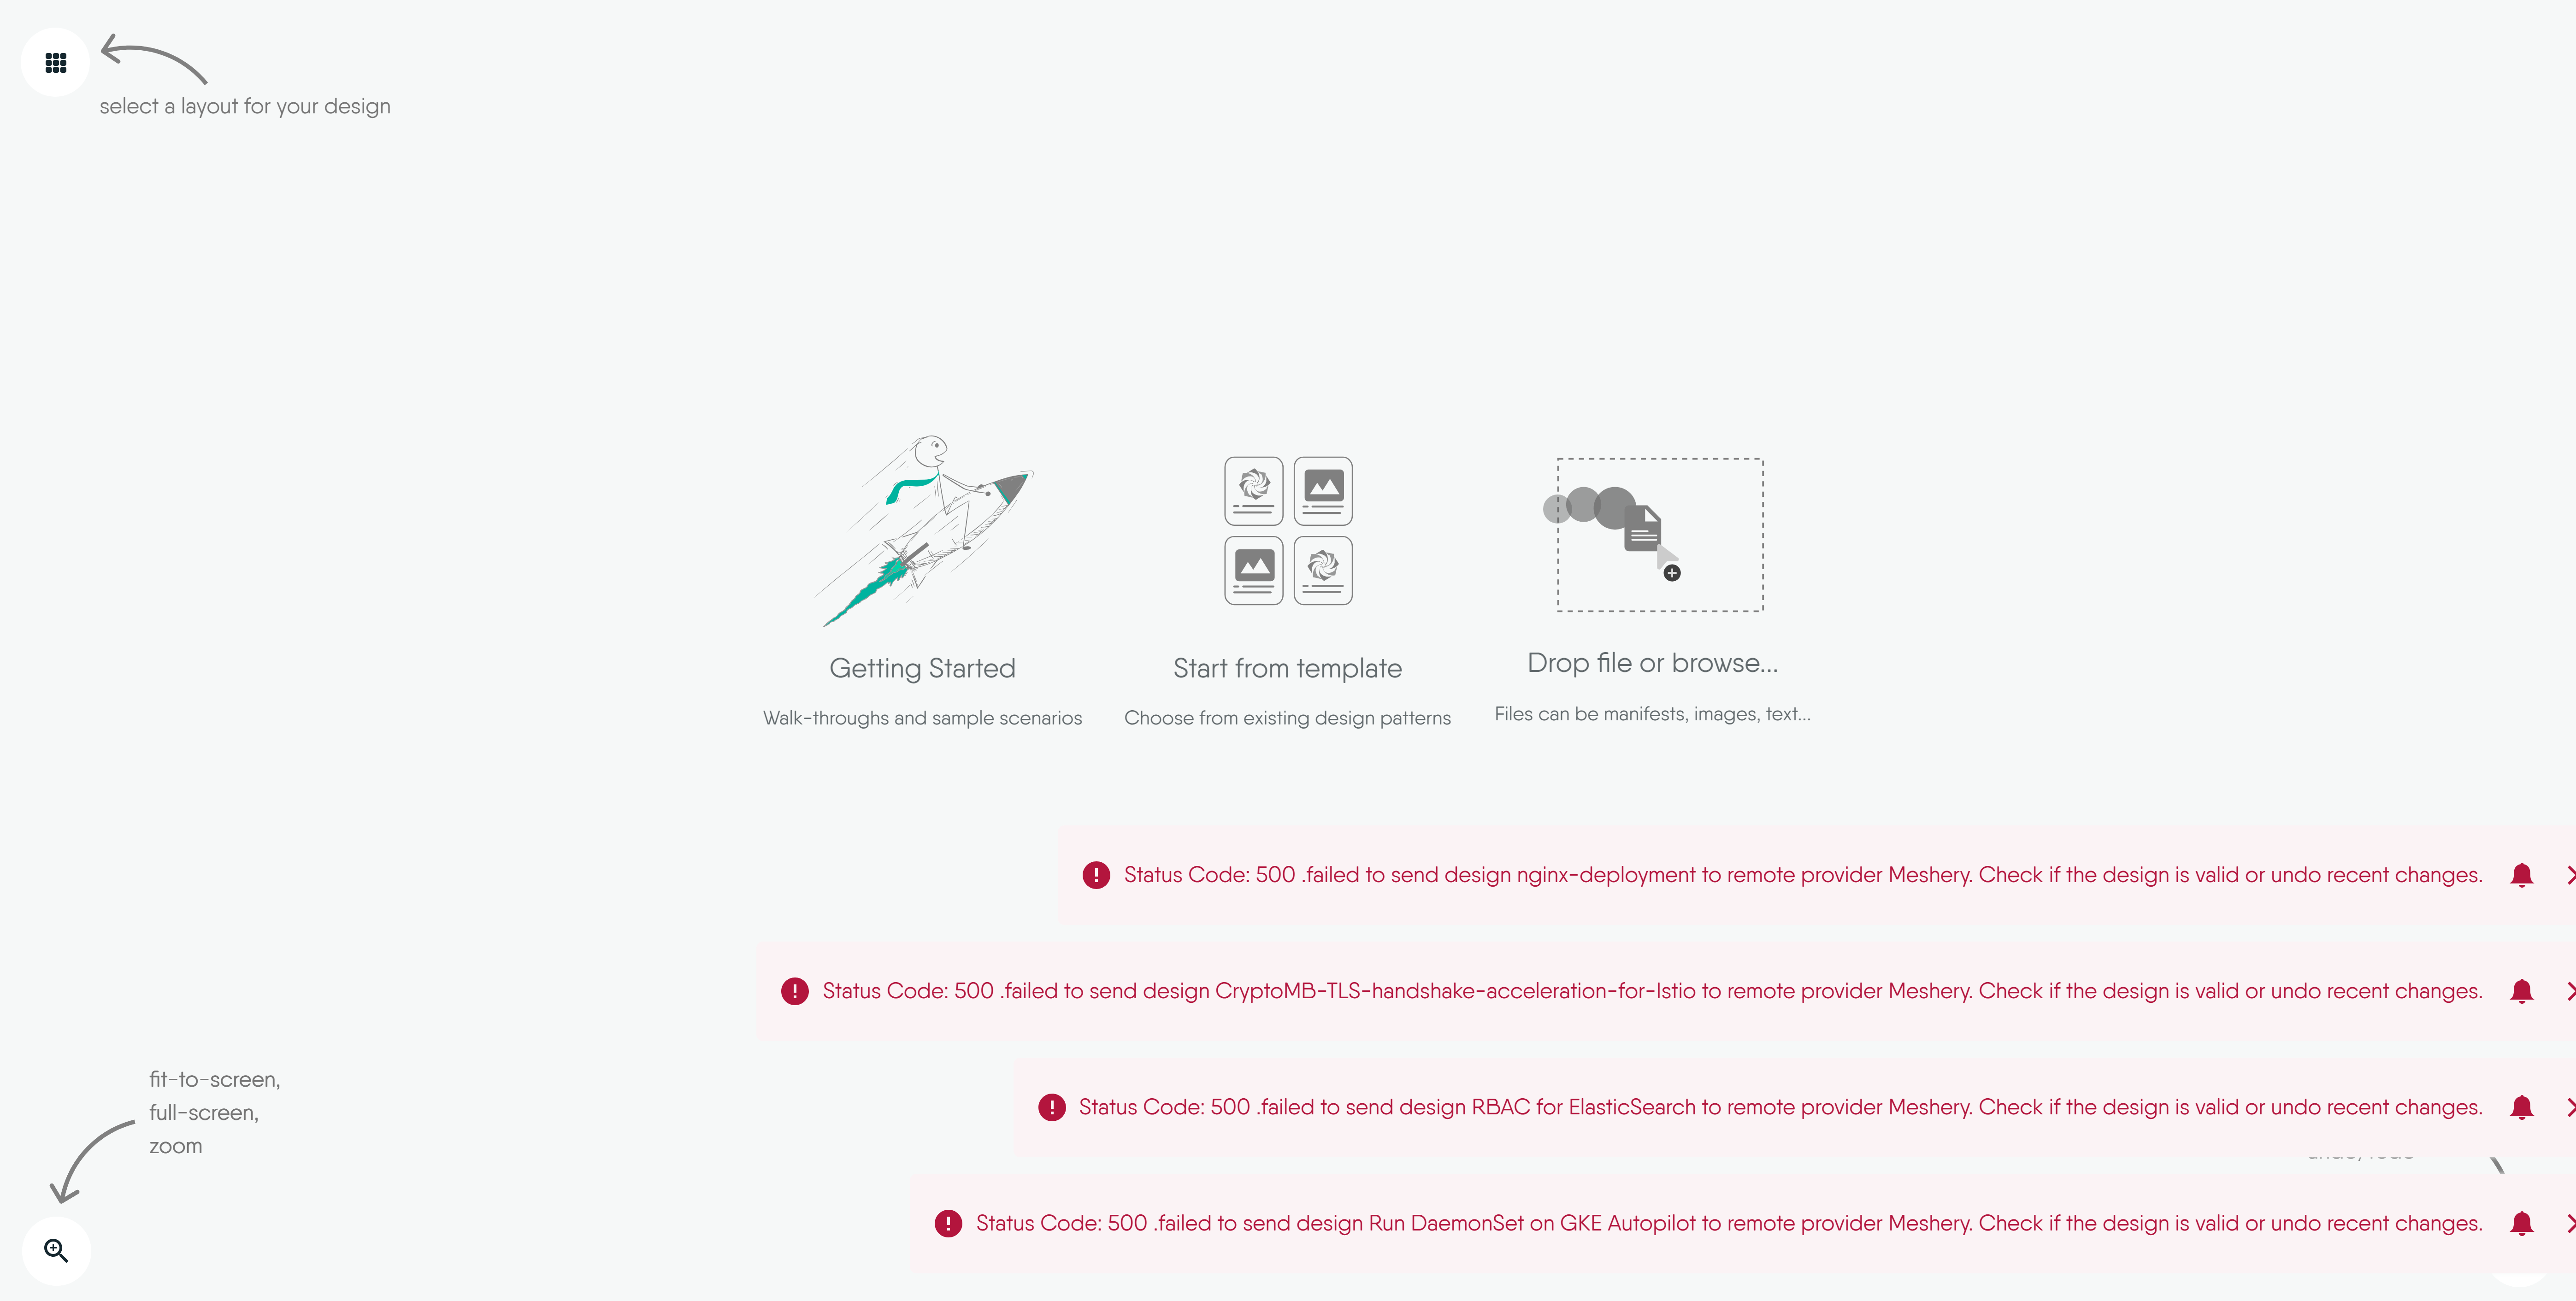 select a layout for your design
Getting Started
Walk-throughs and sample scenarios
Start from template
Choose from existing design patterns
Drop file or browse...
Files can be manifests, images, text...
Status Code: 500 .failed to send design nginx-deployment to remote provider Meshery. Check if the design is valid or undo recent changes.
Status Code: 500 .failed to send design CryptoMB-TLS-handshake-acceleration-for-Istio to remote provider Meshery. Check if the design is valid or undo recent changes.
Status Code: 500 .failed to send design RBAC for ElasticSearch to remote provider Meshery. Check if the design is valid or undo recent changes.
Status Code: 500 .failed to send design Run DaemonSet on GKE Autopilot to remote provider Meshery. Check if the design is valid or undo recent changes.
fit-to-screen,
full-screen,
zoom